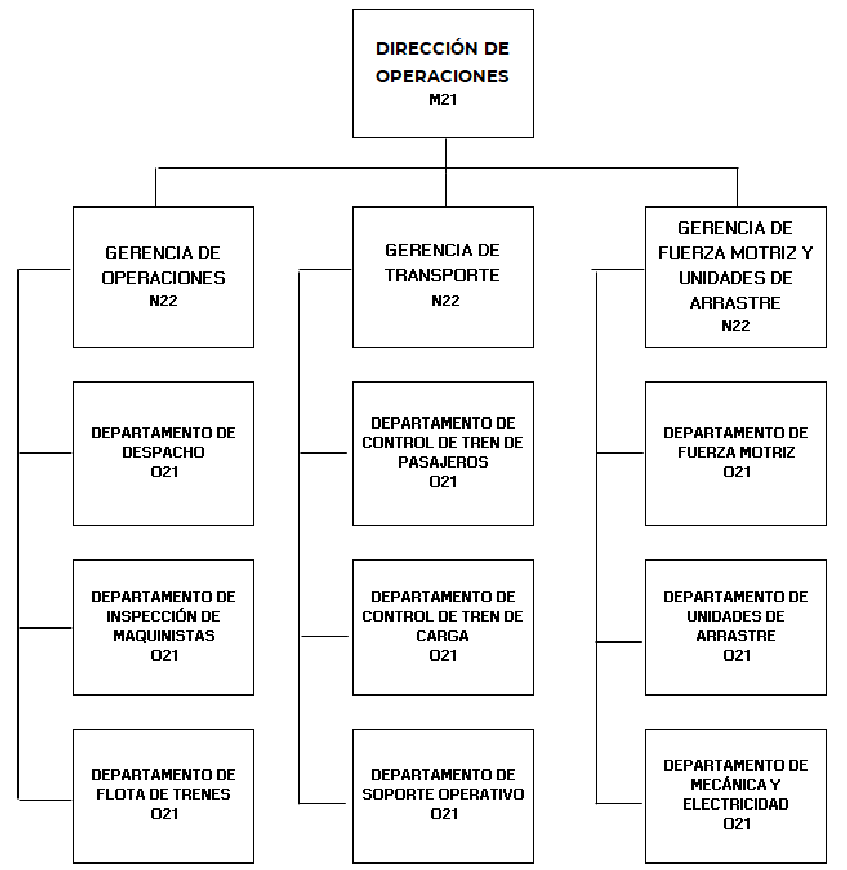 DIRECCIÓN DE
OPERACIONES
M21
GERENCIA DE
OPERACIONES
N22
GERENCIA DE
TRANSPORTE
N22
GERENCIA DE
FUERZA MOTRIZ Y
UNIDADES DE
ARRASTRE
N22
DEPARTAMENTO DE
DESPACHO
O21
DEPARTAMENTO DE
CONTROL DE TREN DE
PASAJEROS
O21
DEPARTAMENTO DE
FUERZA MOTRIZ
O21
DEPARTAMENTO DE
INSPECCIÓN DE
MAQUINISTAS
O21
DEPARTAMENTO DE
CONTROL DE TREN DE
CARGA
O21
DEPARTAMENTO DE
UNIDADES DE
ARRASTRE
O21
DEPARTAMENTO DE
FLOTA DE TRENES
O21
DEPARTAMENTO DE
SOPORTE OPERATIVO
O21
DEPARTAMENTO DE
MECÁNICA Y
ELECTRICIDAD
O21